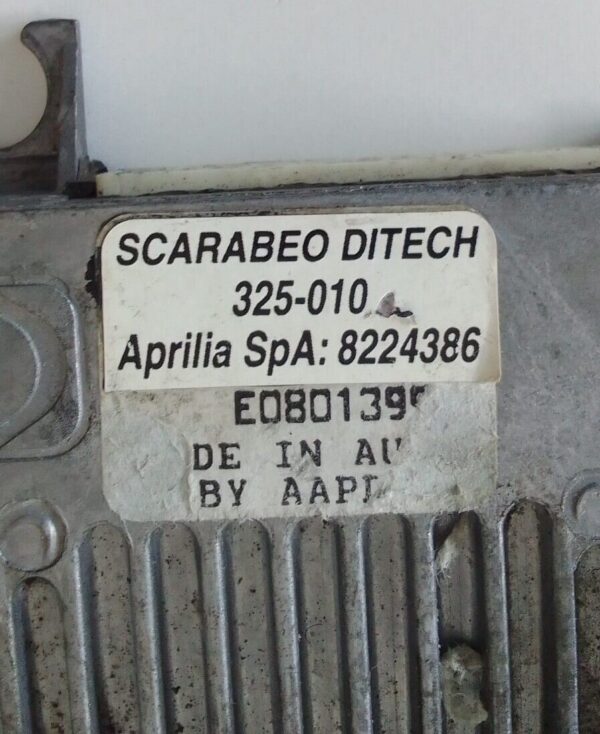 SCARABEO DITECH
325-010
Aprilia SpA: 8224386
E080139
DE IN AU
BY AAP